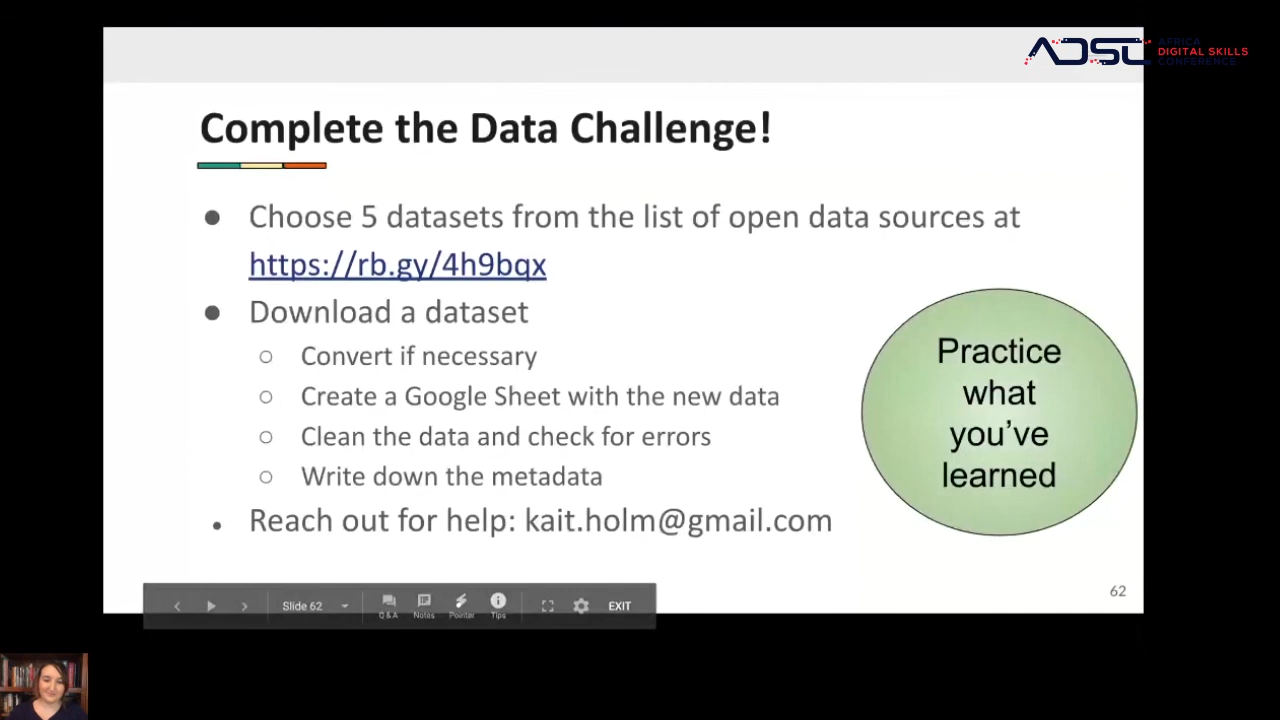 AFRICA
ADSC DIGITAL SKILLS
CONFERENCE
Complete the Data Challenge!
● Choose 5 datasets from the list of open data sources at
https://rb.gy/4h9bqx
● Download a dataset
○ Convert if necessary
○ Create a Google Sheet with the new data
○ Clean the data and check for errors
○ Write down the metadata
• Reach out for help: kait.holm@gmail.com
Practice
what
you’ve
learned
62
Slide 62
Q&A Notes Pointer Tips
EXIT